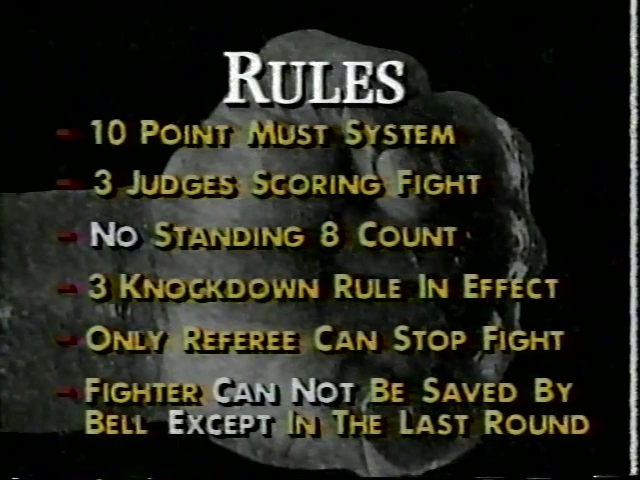 RULES
- 10 POINT MUST SYSTEM
- 3 JUDGES SCORING FIGHT
- NO STANDING 8 COUNT
- 3 KNOCKDOWN RULE IN EFFECT
- ONLY REFEREE CAN STOP FIGHT
- FIGHTER CAN NOT BE SAVED BY
BELL EXCEPT IN THE LAST ROUND